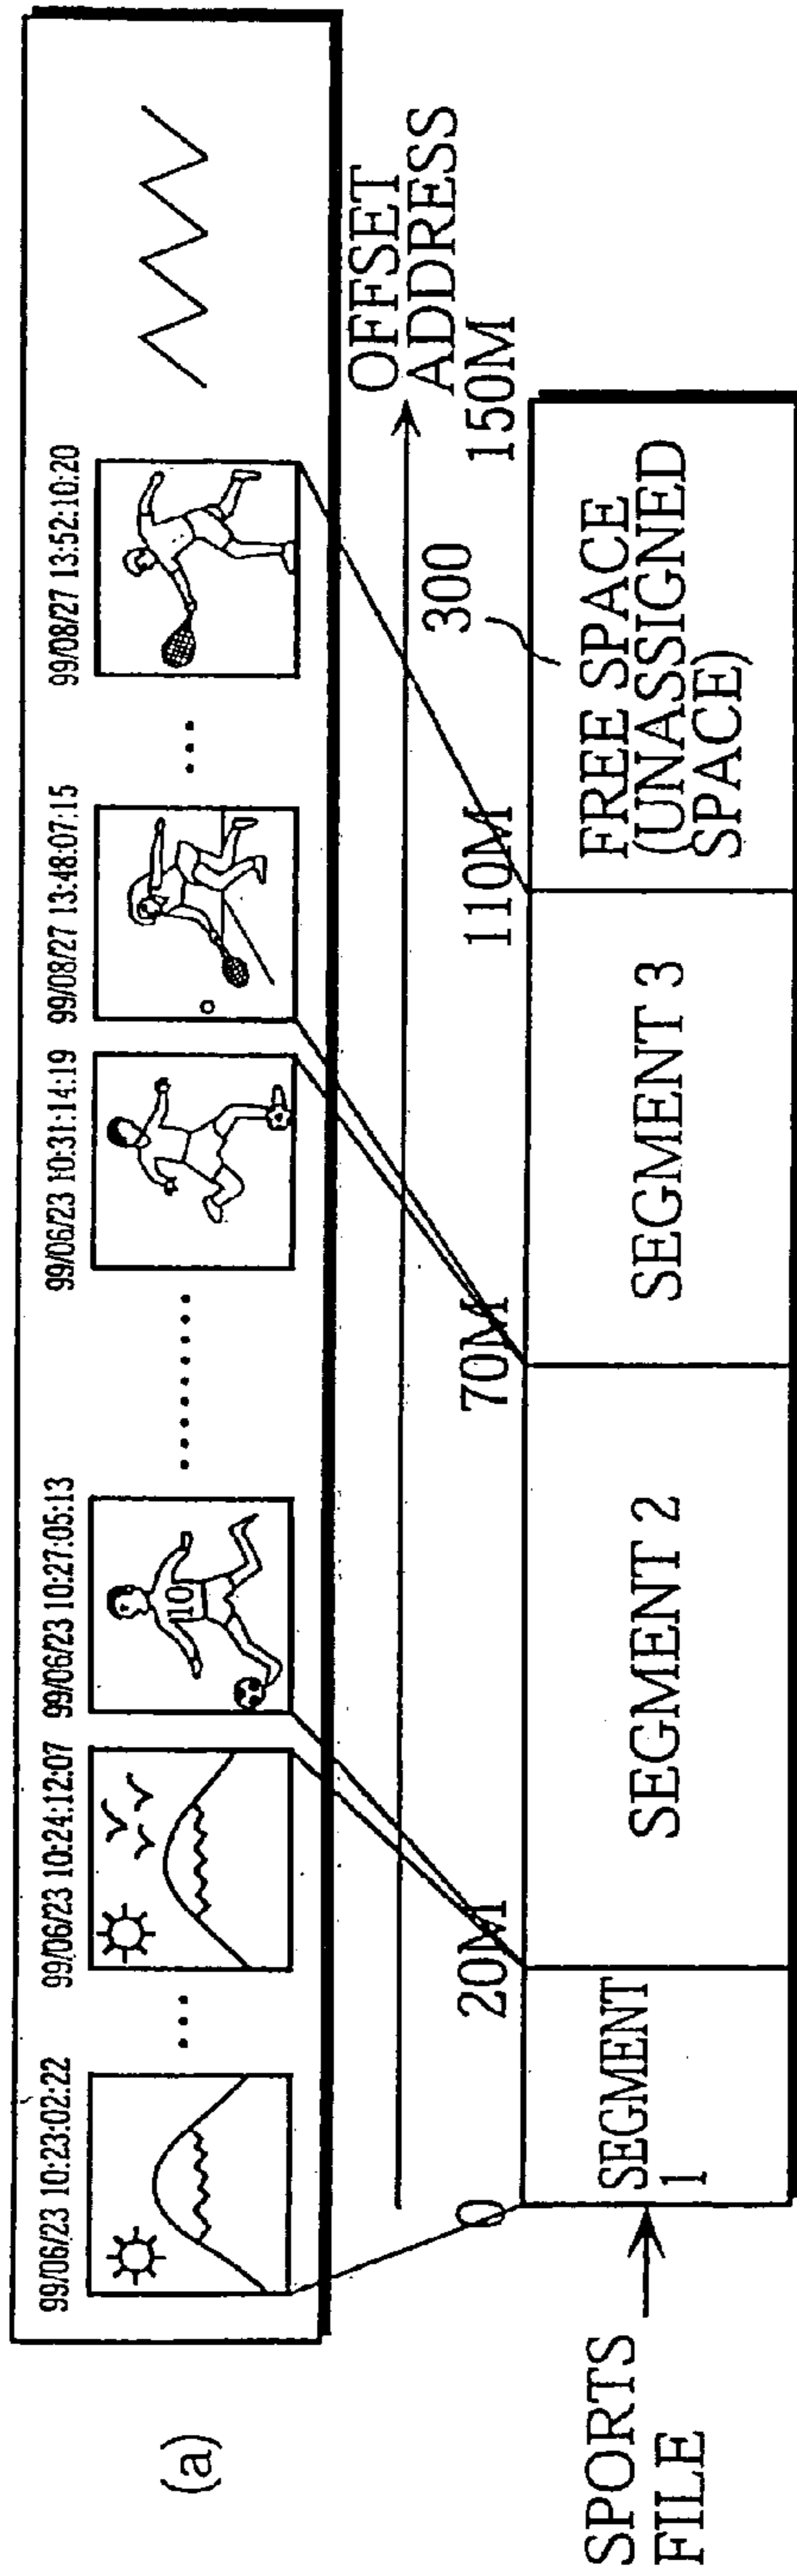 (a)
99/06/23 10:23:02:22
99/06/23 10:24:12:07
99/06/23 10:27:05:13
99/06/23 10:31:14:19
99/08/27 13:48:07:15
99/08/27 13:52:10:20
10
OFFSET
ADDRESS
0
20M
70M
110M
150M
300
SPORTS
FILE
SEGMENT
1
SEGMENT 2
SEGMENT 3
FREE SPACE
(UNASSIGNED
SPACE)